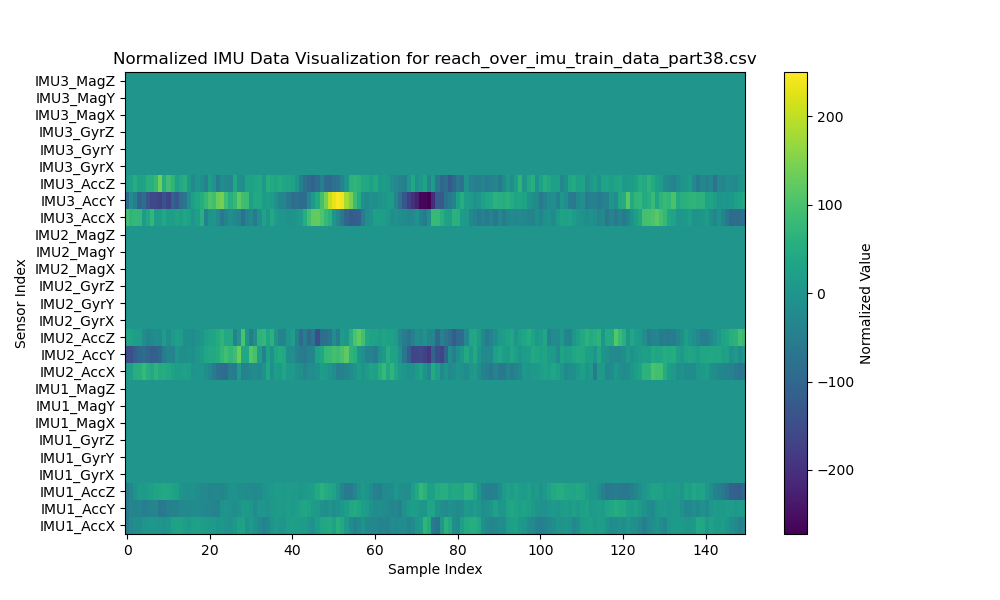 Normalized IMU Data Visualization for reach_over_imu_train_data_part38.csv
IMU3_MagZ
IMU3_MagY
IMU3_MagX
IMU3_GyrZ
IMU3_GyrY
IMU3_GyrX
IMU3_AccZ
IMU3_AccY
IMU3_AccX
IMU2_MagZ
IMU2_MagY
IMU2_MagX
IMU2_GyrZ
IMU2_GyrY
IMU2_GyrX
IMU2_AccZ
IMU2_AccY
IMU2_AccX
IMU1_MagZ
IMU1_MagY
IMU1_MagX
IMU1_GyrZ
IMU1_GyrY
IMU1_GyrX
IMU1_AccZ
IMU1_AccY
IMU1_AccX
Sensor Index
0 20 40 60 80 100 120 140
Sample Index
200
100
0
−100
−200
Normalized Value